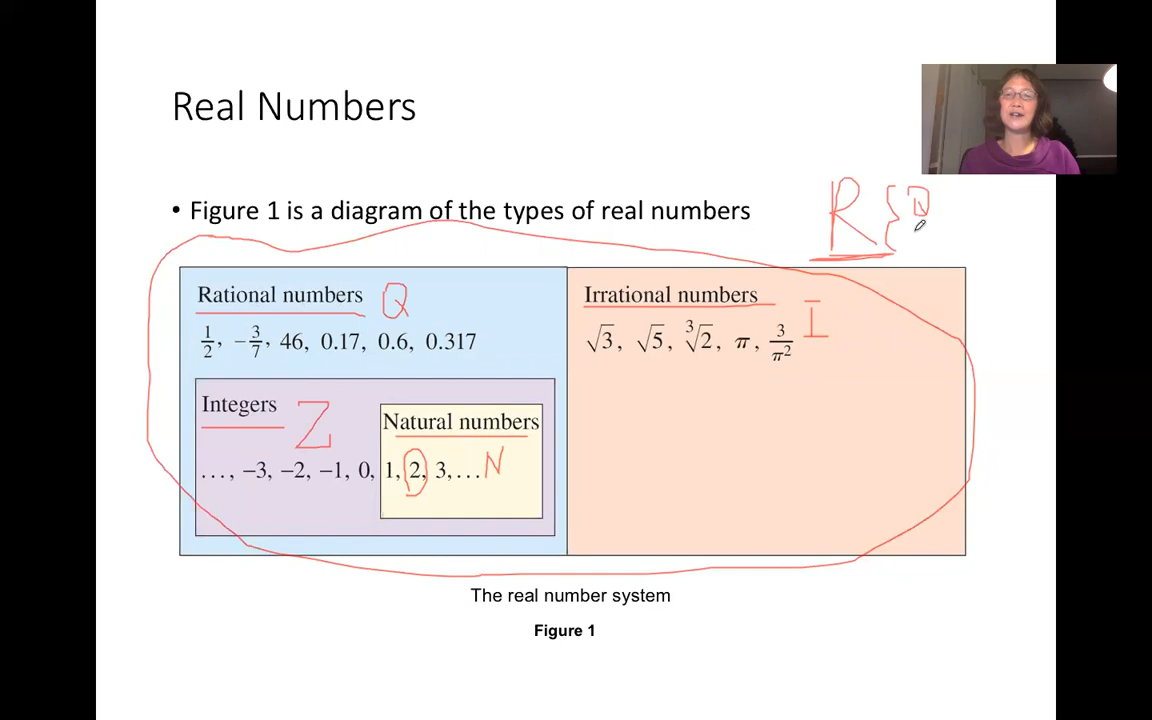 Real Numbers
• Figure 1 is a diagram of the types of real numbers
R {Q
Rational numbers Q
1/2, −3/7, 46, 0.17, 0.6, 0.317
Irrational numbers
√3, √5, ∛2, π, 3/π² I
Integers Z
Natural numbers
..., −3, −2, −1, 0, 1, 2, 3,... N
The real number system
Figure 1